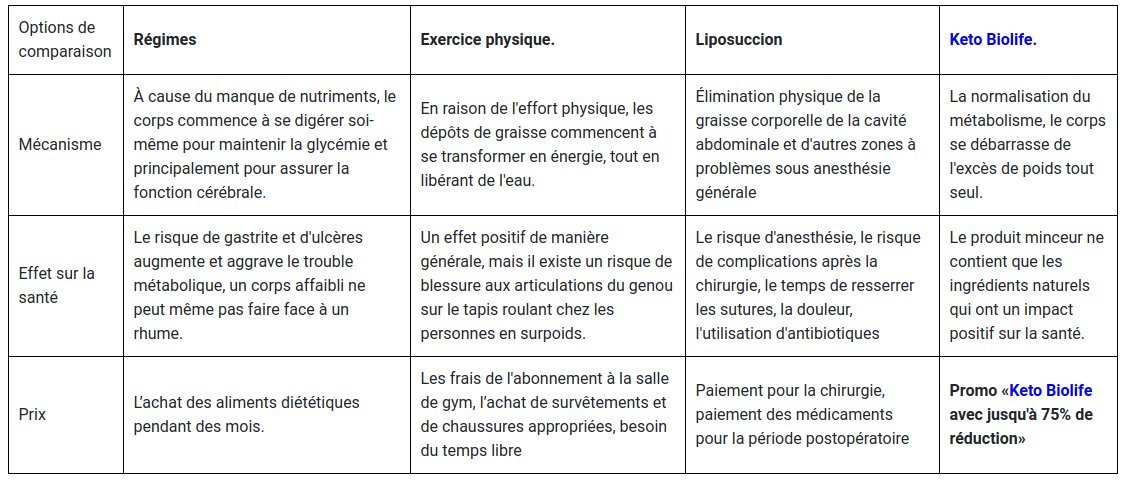 Options de
comparaison
Régimes
Exercice physique.
Liposuccion
Keto Biolife.
Mécanisme
À cause du manque de nutriments, le
corps commence à se digérer soi-
même pour maintenir la glycémie et
principalement pour assurer la
fonction cérébrale.
En raison de l'effort physique, les
dépôts de graisse commencent à
se transformer en énergie, tout en
libérant de l'eau.
Élimination physique de la
graisse corporelle de la cavité
abdominale et d'autres zones à
problèmes sous anesthésie
générale
La normalisation du
métabolisme, le corps
se débarrasse de
l'excès de poids tout
seul.
Effet sur la
santé
Le risque de gastrite et d'ulcères
augmente et aggrave le trouble
métabolique, un corps affaibli ne
peut même pas faire face à un
rhume.
Un effet positif de manière
générale, mais il existe un risque de
blessure aux articulations du genou
sur le tapis roulant chez les
personnes en surpoids.
Le risque d'anesthésie, le risque
de complications après la
chirurgie, le temps de resserrer
les sutures, la douleur,
l'utilisation d'antibiotiques
Le produit minceur ne
contient que les
ingrédients naturels
qui ont un impact
positif sur la santé.
Prix
L’achat des aliments diététiques
pendant des mois.
Les frais de l'abonnement à la salle
de gym, l’achat de survêtements et
de chaussures appropriées, besoin
du temps libre
Paiement pour la chirurgie,
paiement des médicaments
pour la période postopératoire
Promo «Keto Biolife
avec jusqu'à 75% de
réduction»